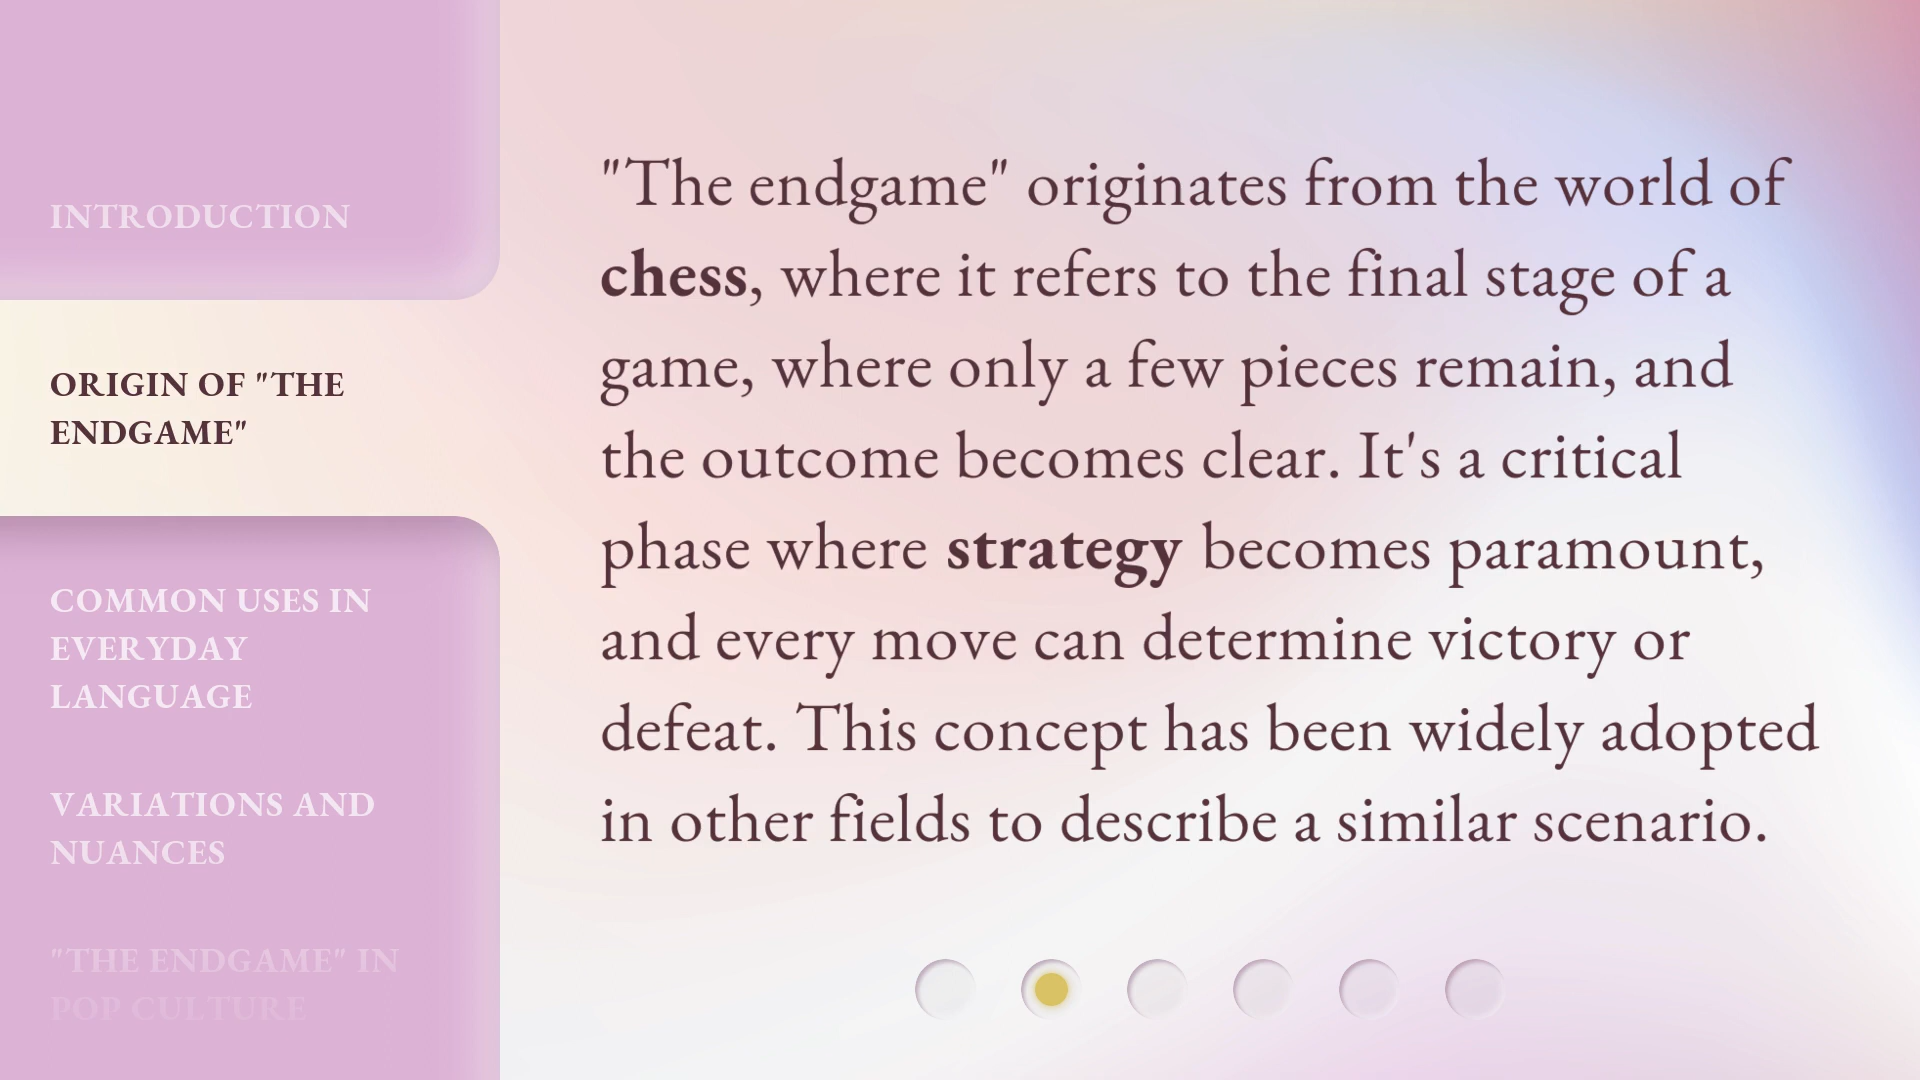 INTRODUCTION
ORIGIN OF "THE
ENDGAME"
COMMON USES IN
EVERYDAY
LANGUAGE
VARIATIONS AND
NUANCES
"THE ENDGAME" IN
POP CULTURE
"The endgame" originates from the world of
chess, where it refers to the final stage of a
game, where only a few pieces remain, and
the outcome becomes clear. It's a critical
phase where strategy becomes paramount,
and every move can determine victory or
defeat. This concept has been widely adopted
in other fields to describe a similar scenario.